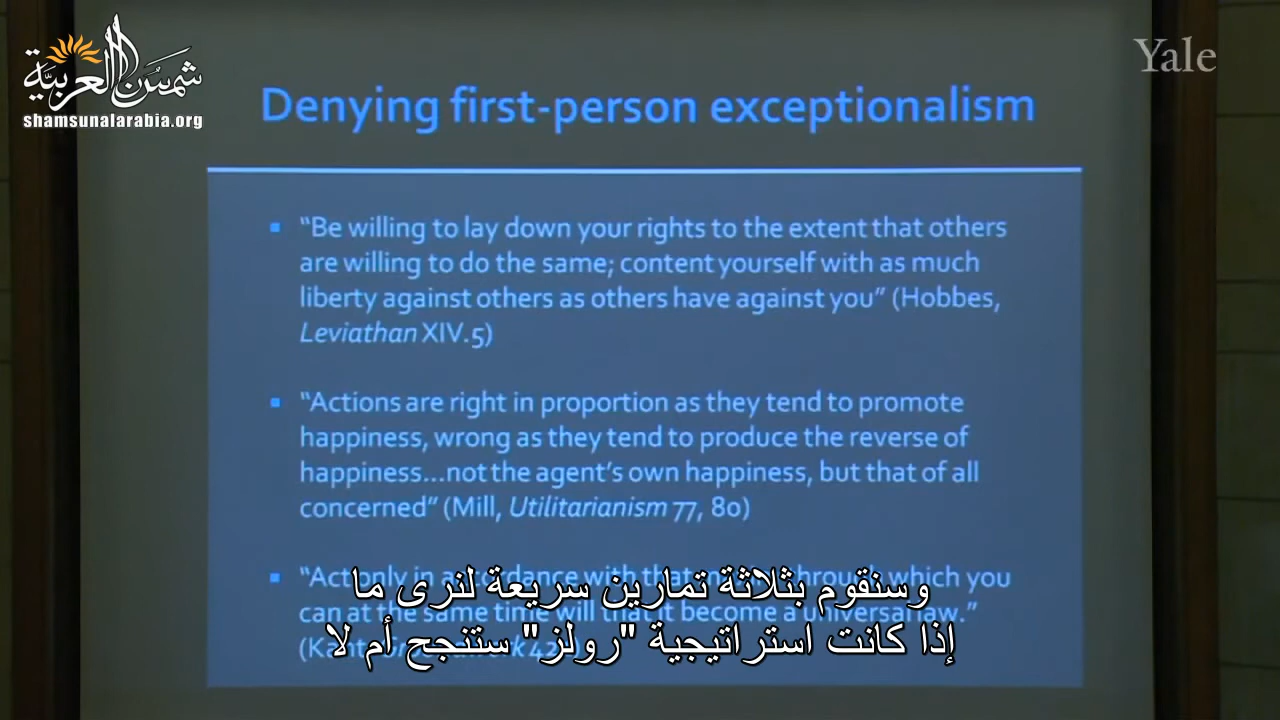 شمس العربية
shamsunalarabia.org
Yale
Denying first-person exceptionalism
“Be willing to lay down your rights to the extent that others
are willing to do the same; content yourself with as much
liberty against others as others have against you” (Hobbes,
Leviathan XIV.5)
“Actions are right in proportion as they tend to promote
happiness, wrong as they tend to produce the reverse of
happiness...not the agent’s own happiness, but that of all
concerned” (Mill, Utilitarianism 77, 80)
“Act only in accordance with that through which you
can at the same time will that it become a universal law.”
(Kant
وسنقوم بثلاثة تمارين سريعة لنرى ما
إذا كانت استراتيجية "رولز" ستنجح أم لا